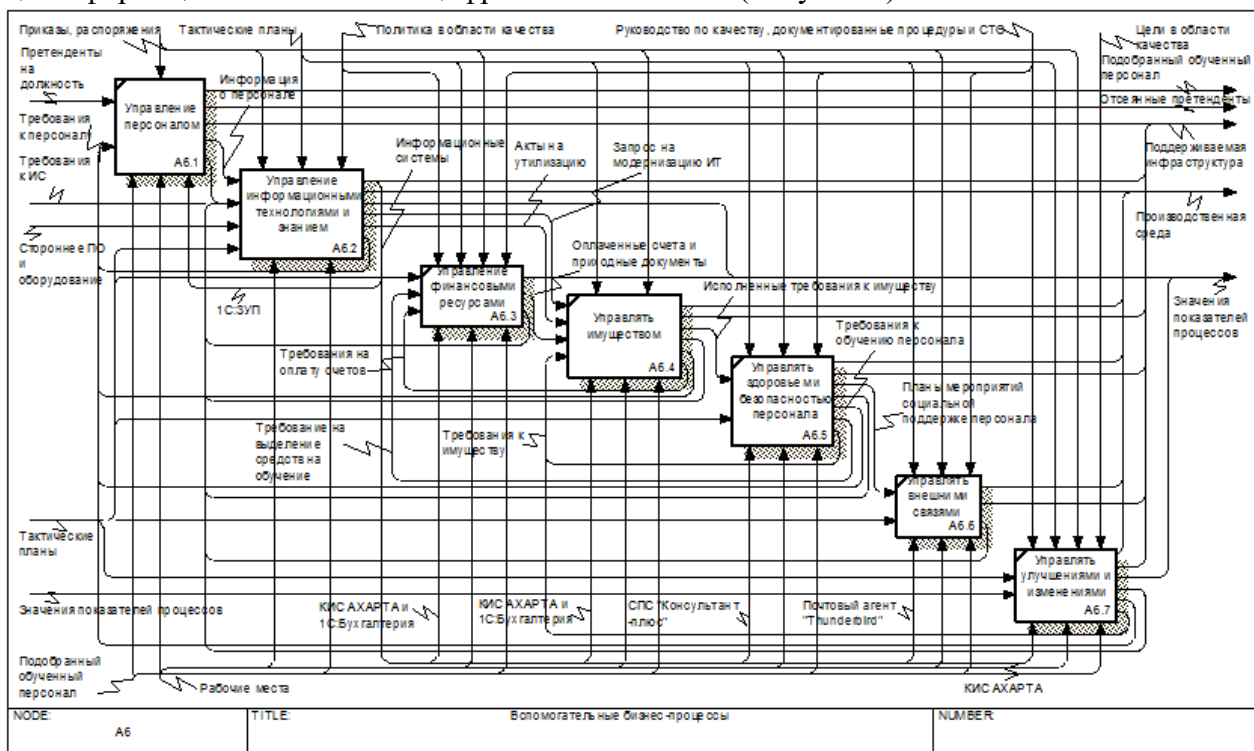 Приказы, распоряжения
Тактические планы
Политика в области качества
Руководство по качеству, документированные процедуры и СТО
Цели в области
качества
Претенденты
на
должность
Подобранный обученный
персонал
Отсеянные претенденты
Информация
о персонале
Управление
персоналом
А6.1
Требования
к персоналу
Требования
к ИС
Информационные
системы
Акты на
утилизацию
Запрос на
модернизацию ИТ
Поддерживаемая
инфраструктура
Управление
информационными
технологиями и
знанием
А6.2
Производственная
среда
Стороннее ПО
и
оборудование
1С:ЗУП
Управление
финансовыми
ресурсами
А6.3
Оплаченные счета и
приходные документы
Исполненные требования к имуществу
Значения
показателей
процессов
Управлять
имуществом
А6.4
Требования к
обучению персонала
Требования на
оплату счетов
Управлять
здоровьем и
безопасностью
персонала
А6.5
Планы мероприятий
социальной
поддержке персонала
Требование на
выделение
средств на
обучение
Требования к
имуществу
Управлять
внешними
связями
А6.6
Тактические
планы
Управлять
улучшениями и
изменениями
А6.7
Значения показателей процессов
КИС АХАРТА и
1С:Бухгалтерия
КИС АХАРТА и
1С:Бухгалтерия
СПС "Консультант
-плюс"
Почтовый агент
"Thunderbird"
Подобранный
обученный
персонал
Рабочие места
КИС АХАРТА
NODE:
А6
TITLE:
Вспомогательные бизнес-процессы
NUMBER: